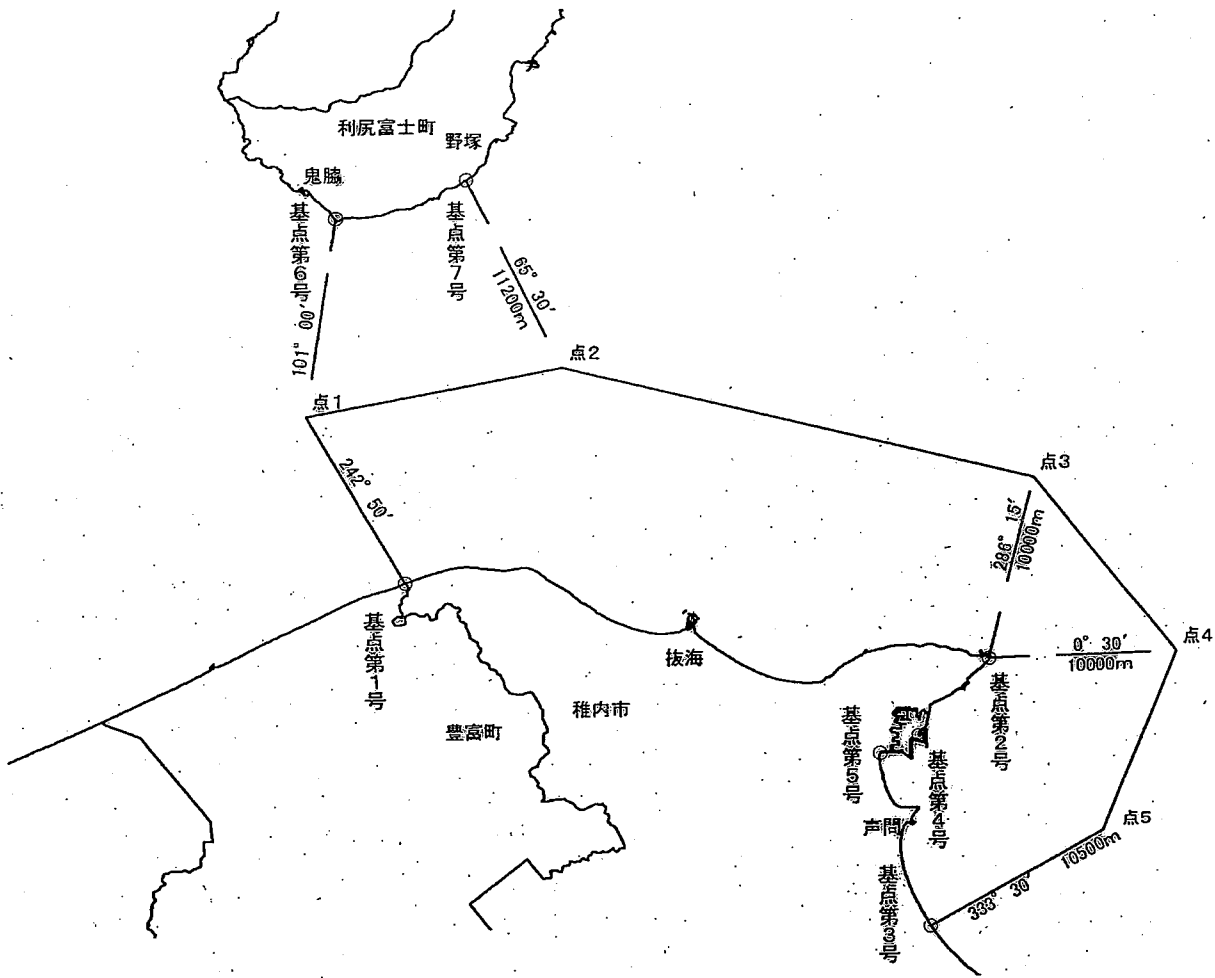 利尻富士町
野塚
鬼脇
基点第6号
基点第7号
101° 00′
65° 30′
11200m
点2
点1
242° 50′
点3
286° 15′
10000m
基点第1号
抜海
点4
0° 30′
10000m
基点第2号
稚内市
豊富町
基点第5号
基点第4号
声問
点5
10500m
333° 30′
基点第3号